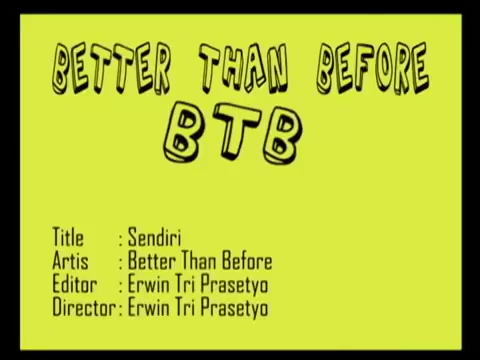 BETTER THAN BEFORE
BTB
Title : Sendiri
Artis : Better Than Before
Editor : Erwin Tri Prasetyo
Director : Erwin Tri Prasetyo